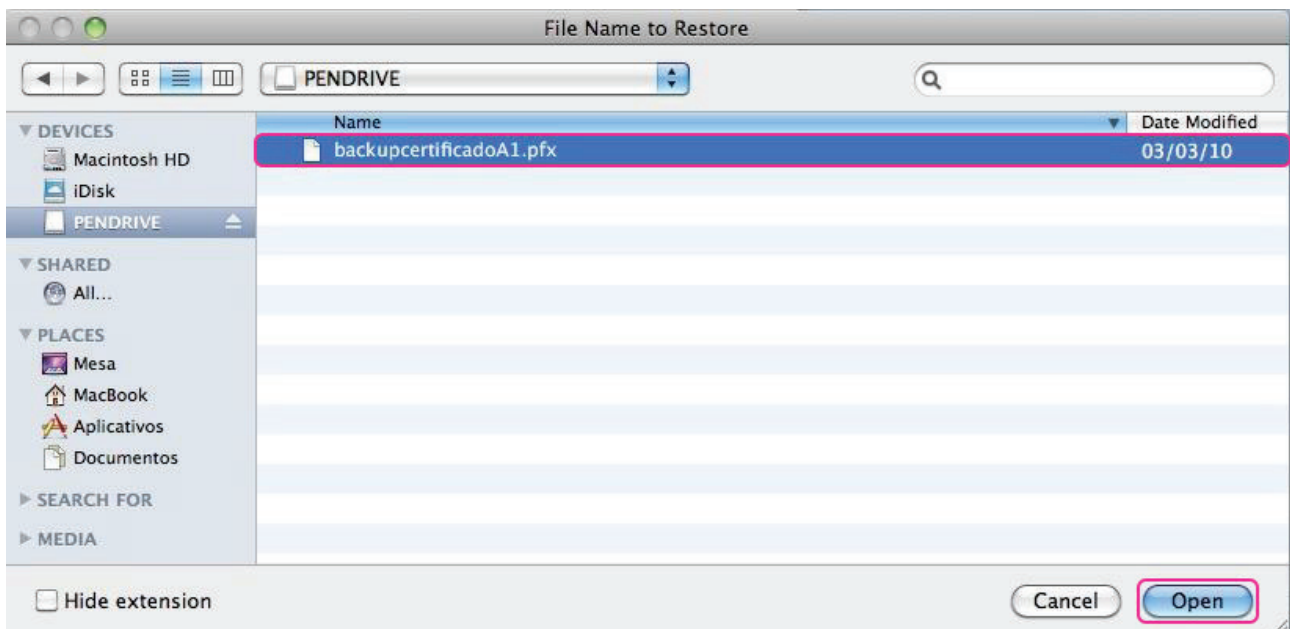 File Name to Restore
PENDRIVE
DEVICES
Macintosh HD
iDisk
PENDRIVE
SHARED
All...
PLACES
Mesa
MacBook
Aplicativos
Documentos
SEARCH FOR
MEDIA
Name Date Modified
backupcertificadoA1.pfx 03/03/10
Hide extension Cancel Open